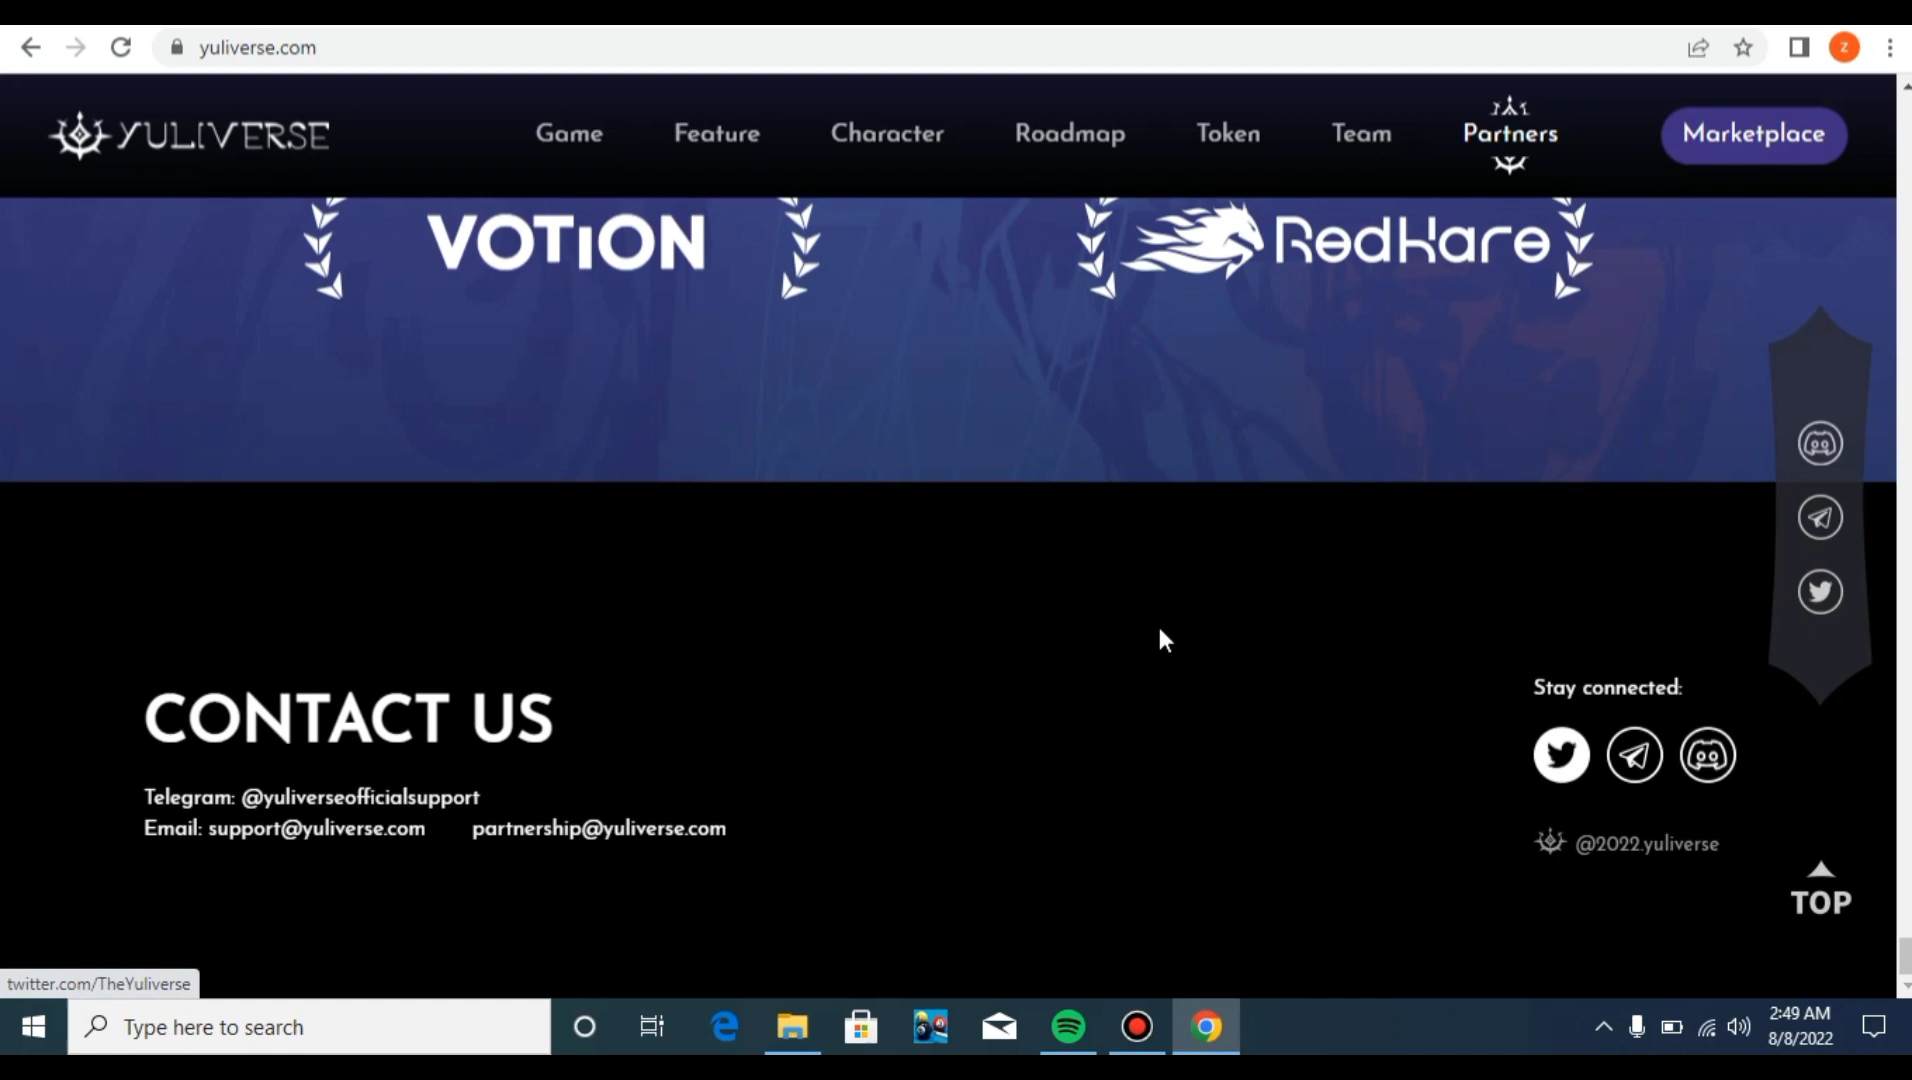 yuliverse.com
Z
YULIVERSE Game Feature Character Roadmap Token Team Partners Marketplace
VOTION RedHare
CONTACT US
Stay connected:
Telegram: @yuliverseofficialsupport
Email: support@yuliverse.com partnership@yuliverse.com
@2022.yuliverse
TOP
twitter.com/TheYuliverse
Type here to search
2:49 AM
8/8/2022